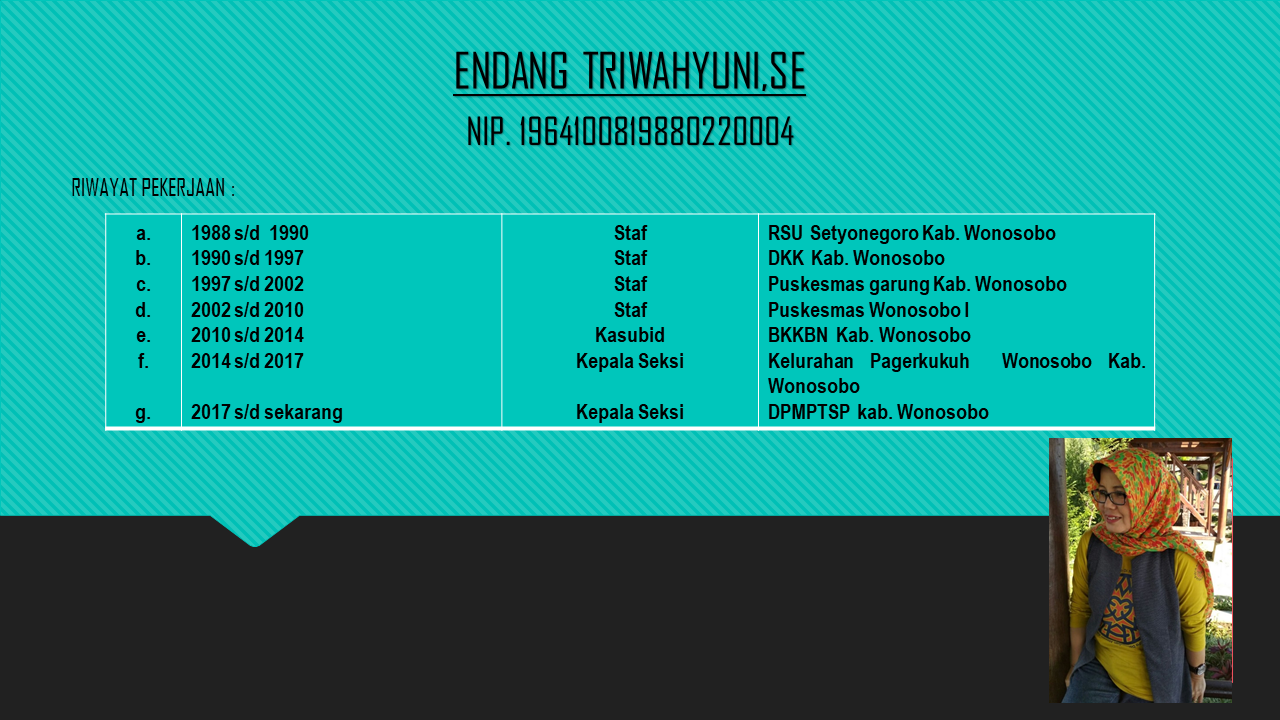 ENDANG TRIWAHYUNI,SE
NIP. 1964100819880220004
RIWAYAT PEKERJAAN :
a. 1988 s/d 1990 Staf RSU Setyonegoro Kab. Wonosobo
b. 1990 s/d 1997 Staf DKK Kab. Wonosobo
c. 1997 s/d 2002 Staf Puskesmas garung Kab. Wonosobo
d. 2002 s/d 2010 Staf Puskesmas Wonosobo I
e. 2010 s/d 2014 Kasubid BKKBN Kab. Wonosobo
f. 2014 s/d 2017 Kepala Seksi Kelurahan Pagerkukuh Wonosobo Kab.
Wonosobo
g. 2017 s/d sekarang Kepala Seksi DPMPTSP kab. Wonosobo